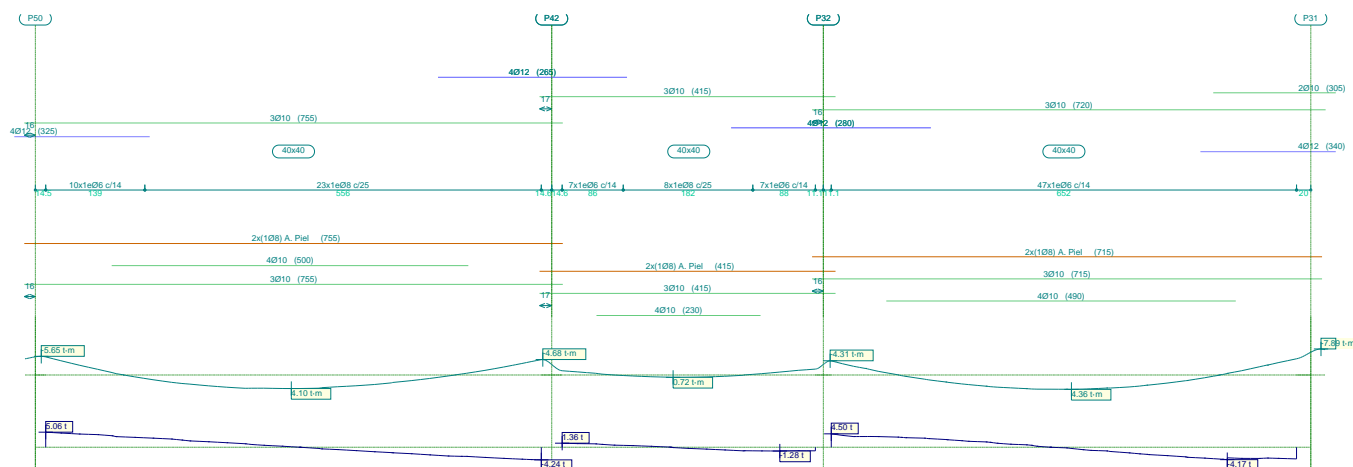 P50 P42 P32 P31
4Ø12 (265)
3Ø10 (415)
2Ø10 (305)
17
3Ø10 (720)
16 3Ø10 (755) 16
4Ø12 (325) 4Ø12 (280)
40x40 40x40 40x40
4Ø12 (340)
10x1eØ6 c/14 23x1eØ8 c/25 7x1eØ6 c/14 8x1eØ8 c/25 7x1eØ6 c/14 47x1eØ6 c/14
14.5 139 556 14.6 14.6 86 182 88 11.1 11.1 652 20
2x(1Ø8) A. Piel (755)
2x(1Ø8) A. Piel (715)
4Ø10 (500)
2x(1Ø8) A. Piel (415)
3Ø10 (755) 3Ø10 (715)
16 17 3Ø10 (415) 16
4Ø10 (490)
4Ø10 (230)
-5.65 t·m -4.68 t·m -4.31 t·m -7.89 t·m
4.10 t·m 0.72 t·m 4.36 t·m
5.06 t 1.36 t 4.50 t
-4.24 t -1.28 t -4.17 t